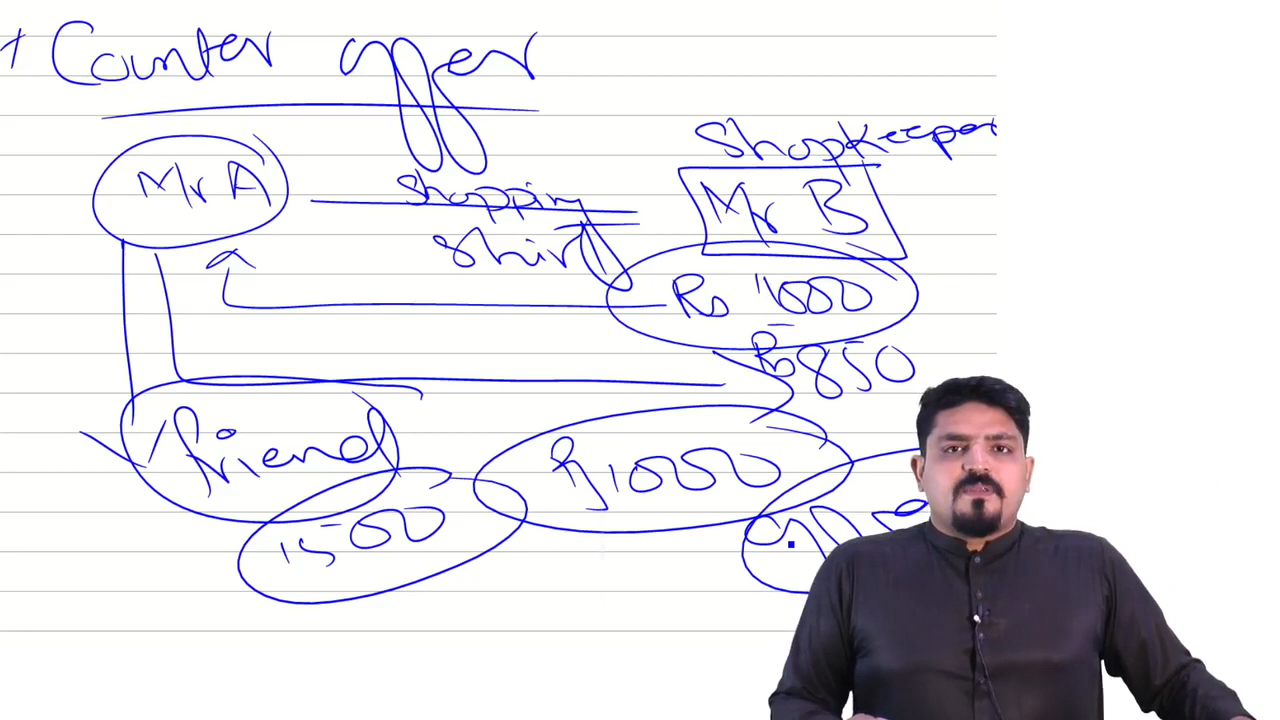 Counter offer
Shopkeeper
Mr A
shopping
Mr B
Shirt
Rs 1000
Rs 850
friend
Rs 1000
1500